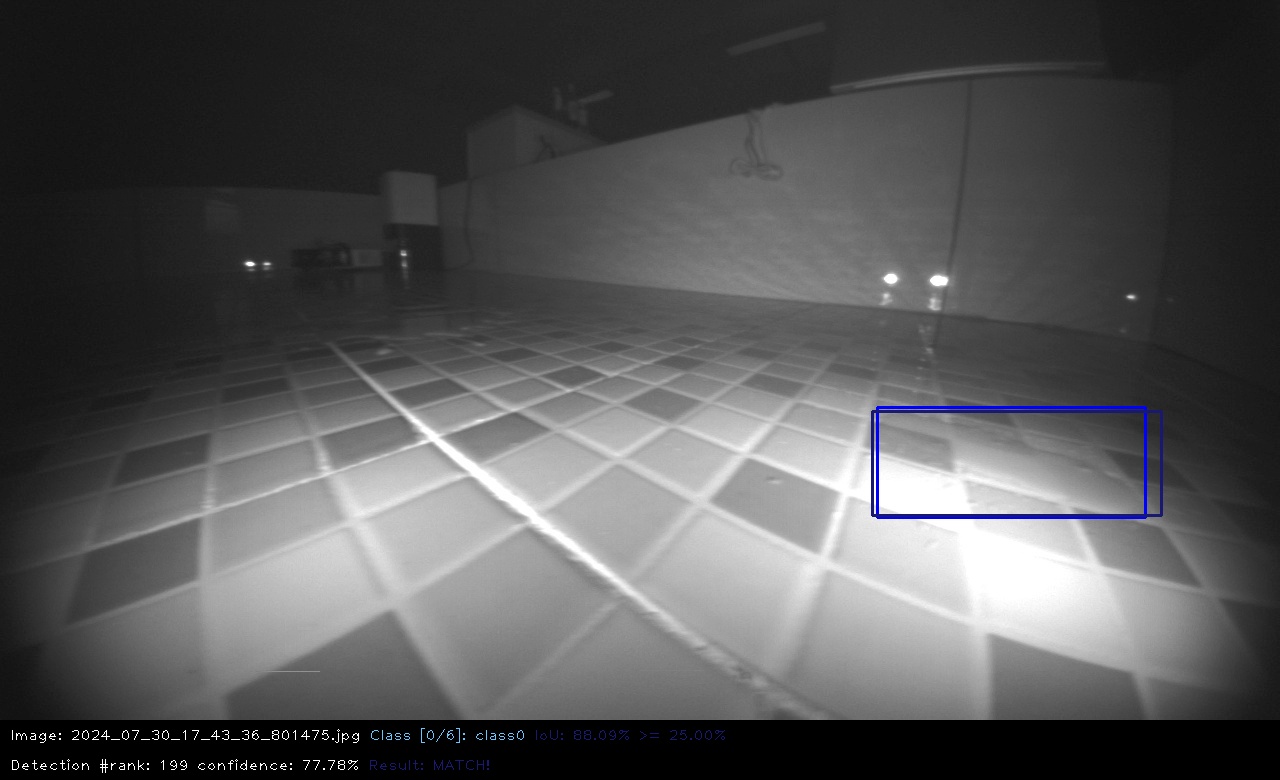 Image: 2024_07_30_17_43_36_801475.jpg Class [0/6]: class0 IoU: 88.09% >= 25.00%
Detection #rank: 199 confidence: 77.78% Result: MATCH!